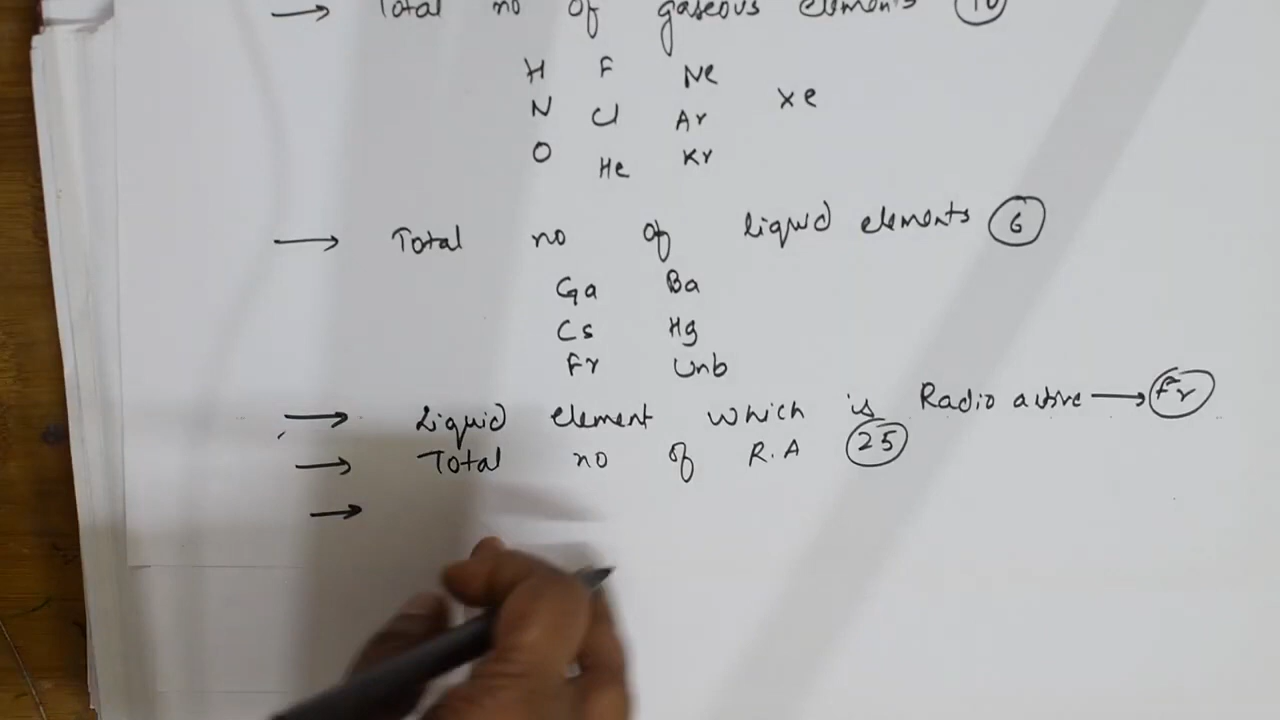 → Total no of gaseous elements 10
H F Ne
N Cl Ar Xe
O He Kr
→ Total no of liquid elements 6
Ga Ba
Cs Hg
Fr Unb
→ Liquid element which is Radio active → Fr
→ Total no of R.A 25
→